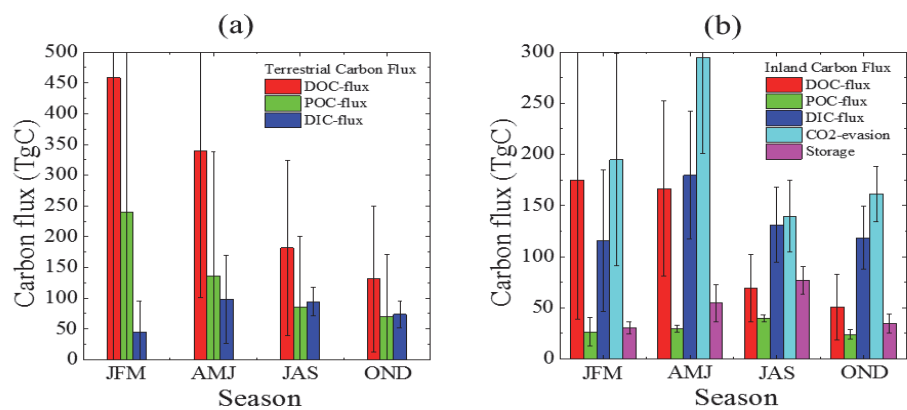 (a)
Carbon flux (TgC)
500
450
400
350
300
250
200
150
100
50
0
Terrestrial Carbon Flux
DOC-flux
POC-flux
DIC-flux
JFM AMJ JAS OND
Season
(b)
Carbon flux (TgC)
300
250
200
150
100
50
0
Inland Carbon Flux
DOC-flux
POC-flux
DIC-flux
CO2-evasion
Storage
JFM AMJ JAS OND
Season